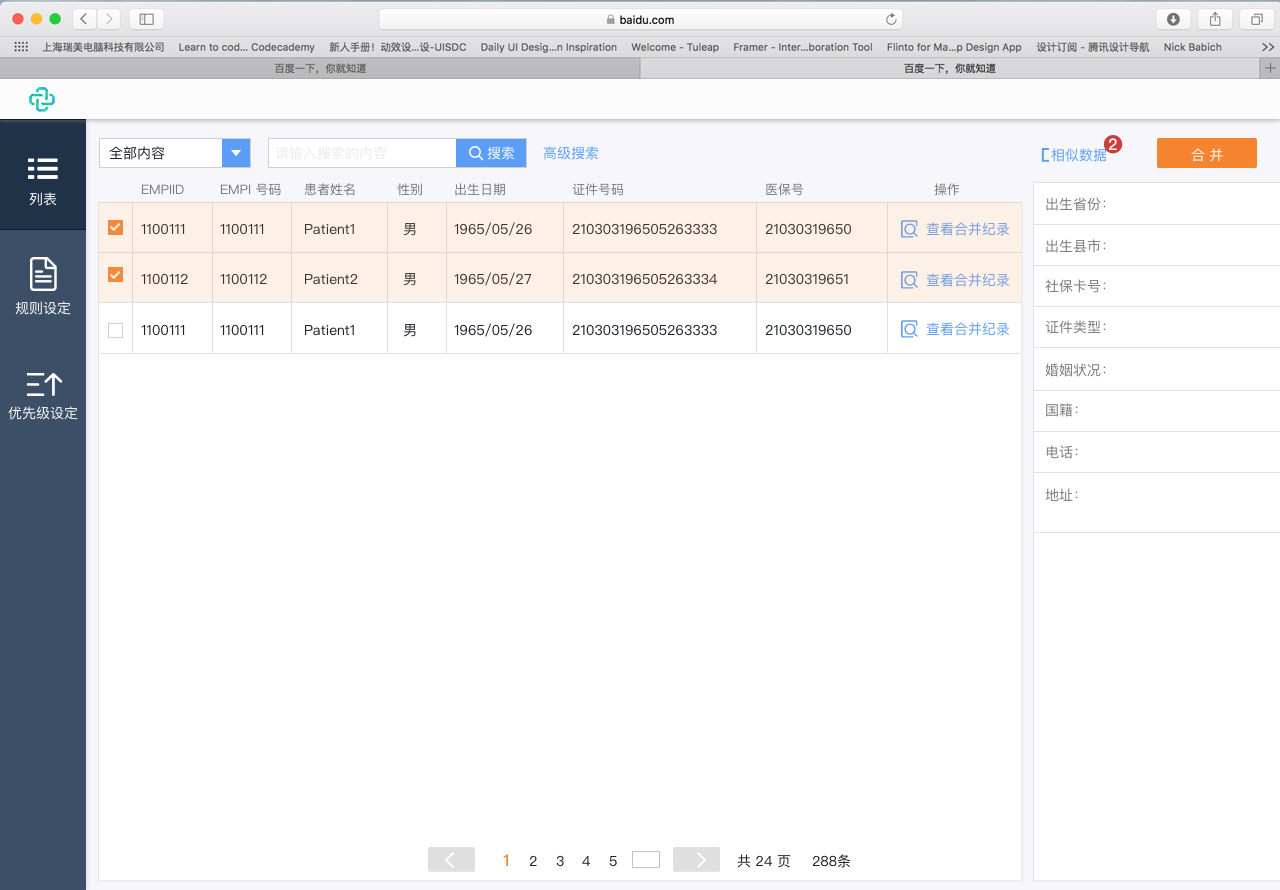 baidu.com
上海瑞美电脑科技有限公司 Learn to cod... Codecademy 新人手册！动效设...设-UISDC Daily UI Desig...n Inspiration Welcome - Tuleap Framer - Inter...boration Tool Flinto for Ma...p Design App 设计订阅 - 腾讯设计导航 Nick Babich
百度一下，你就知道 百度一下，你就知道
全部内容 请输入搜索的内容 搜索 高级搜索 相似数据 2 合 并
列表
规则设定
优先级设定
EMPIID EMPI 号码 患者姓名 性别 出生日期 证件号码 医保号 操作
1100111 1100111 Patient1 男 1965/05/26 210303196505263333 21030319650 查看合并纪录
1100112 1100112 Patient2 男 1965/05/27 210303196505263334 21030319651 查看合并纪录
1100111 1100111 Patient1 男 1965/05/26 210303196505263333 21030319650 查看合并纪录
出生省份：
出生县市：
社保卡号：
证件类型：
婚姻状况：
国籍：
电话：
地址：
1 2 3 4 5 共 24 页 288条